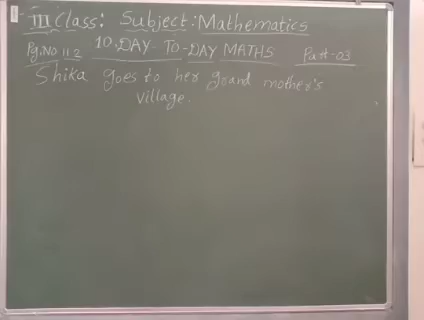 III Class: Subject: Mathematics
Pg.No 112 10.DAY-TO-DAY MATHS Part-03
Shika goes to her grand mother's
village.